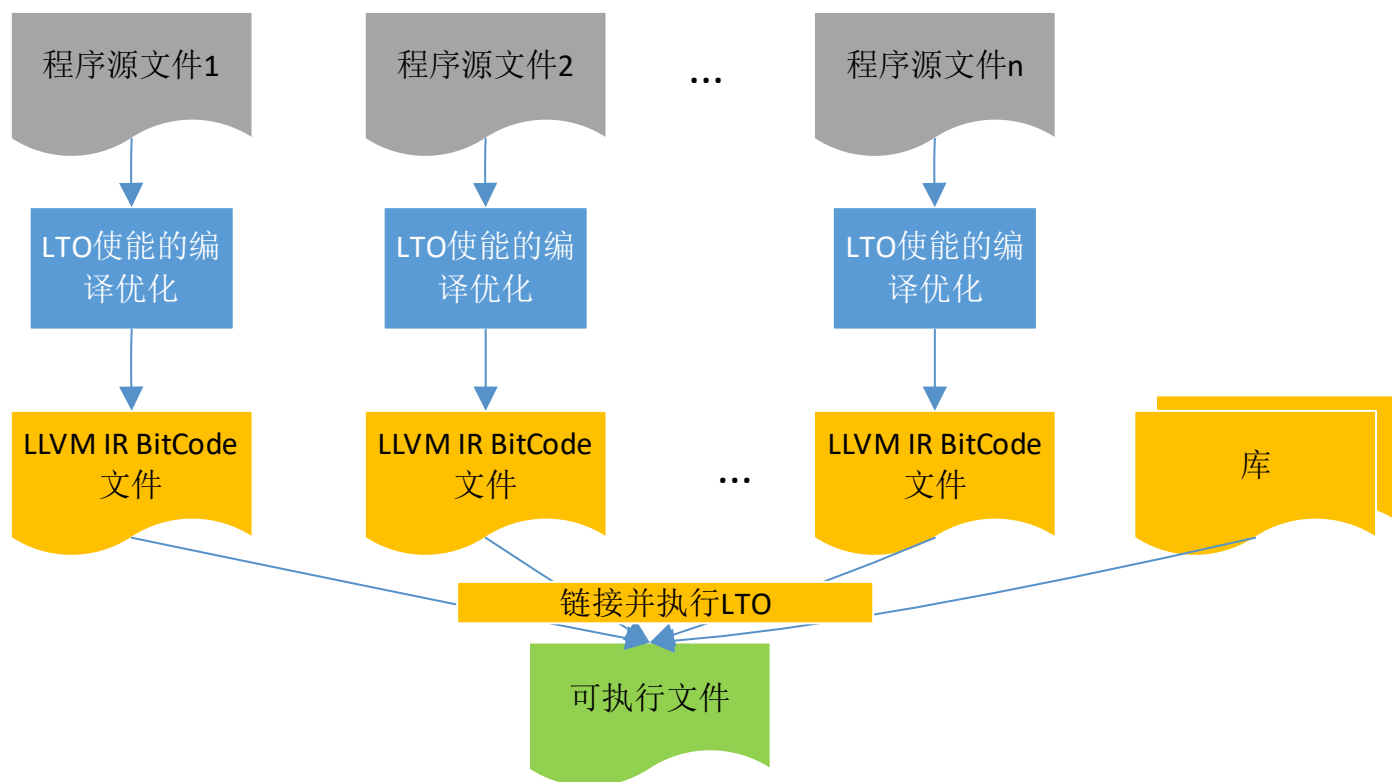 程序源文件1
程序源文件2
...
程序源文件n
LTO使能的编
译优化
LTO使能的编
译优化
LTO使能的编
译优化
LLVM IR BitCode
文件
LLVM IR BitCode
文件
...
LLVM IR BitCode
文件
库
链接并执行LTO
可执行文件